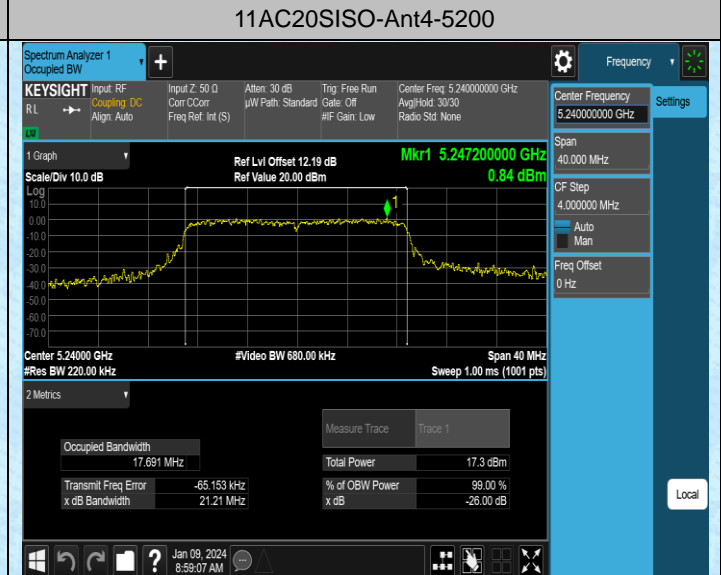 11AC20SISO-Ant4-5200
Spectrum Analyzer 1
Occupied BW
Frequency
KEYSIGHT
RL
Input: RF
Coupling: DC
Align: Auto
Input Z: 50 Ω
Corr CCorr
Freq Ref: Int (S)
Atten: 30 dB
µW Path: Standard
Trig: Free Run
Gate: Off
#IF Gain: Low
Center Freq: 5.240000000 GHz
Avg|Hold: 30/30
Radio Std: None
1 Graph
Scale/Div 10.0 dB
Ref Lvl Offset 12.19 dB
Ref Value 20.00 dBm
Mkr1 5.247200000 GHz
0.84 dBm
Log
10.0
0.00
-10.0
-20.0
-30.0
-40.0
-50.0
-60.0
-70.0
1
Center 5.24000 GHz
#Res BW 220.00 kHz
#Video BW 680.00 kHz
Span 40 MHz
Sweep 1.00 ms (1001 pts)
2 Metrics
Measure Trace
Trace 1
Occupied Bandwidth
17.691 MHz
Total Power
17.3 dBm
Transmit Freq Error
-65.153 kHz
% of OBW Power
99.00 %
x dB Bandwidth
21.21 MHz
x dB
-26.00 dB
Center Frequency
5.240000000 GHz
Settings
Span
40.000 MHz
CF Step
4.000000 MHz
Auto
Man
Freq Offset
0 Hz
Local
Jan 09, 2024
8:59:07 AM